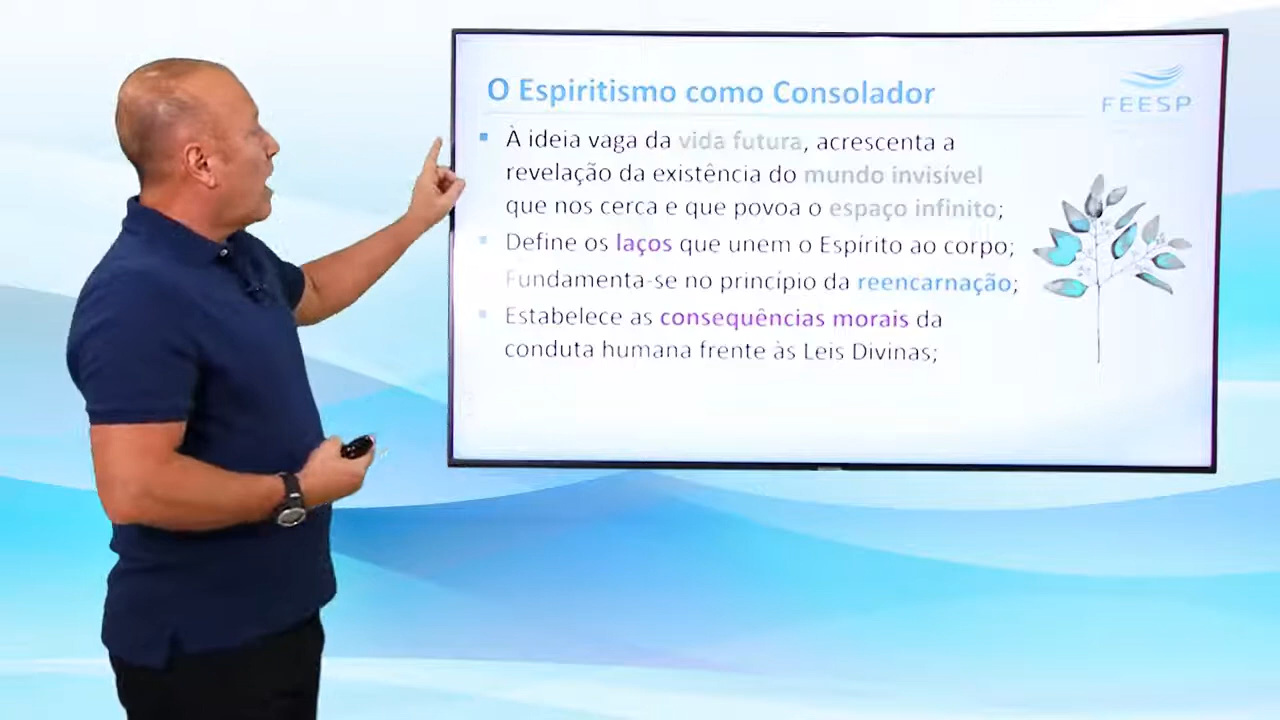 O Espiritismo como Consolador
FEESP
À ideia vaga da vida futura, acrescenta a
revelação da existência do mundo invisível
que nos cerca e que povoa o espaço infinito;
Define os laços que unem o Espírito ao corpo;
Fundamenta-se no princípio da reencarnação;
Estabelece as consequências morais da
conduta humana frente às Leis Divinas;